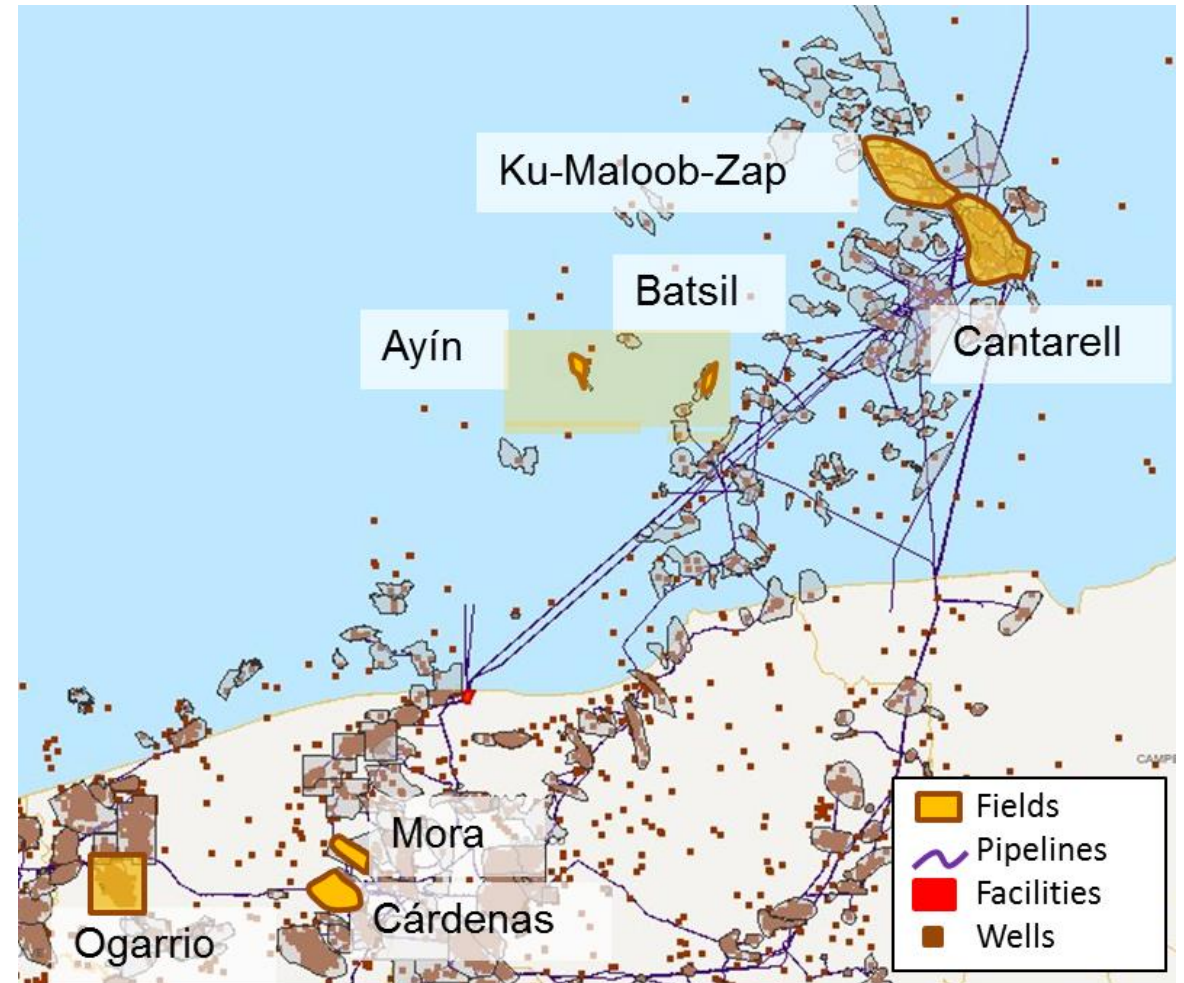 Ku-Maloob-Zap
Batsil
Ayín
Cantarell
Mora
Cárdenas
Ogarrio
Fields
Pipelines
Facilities
Wells